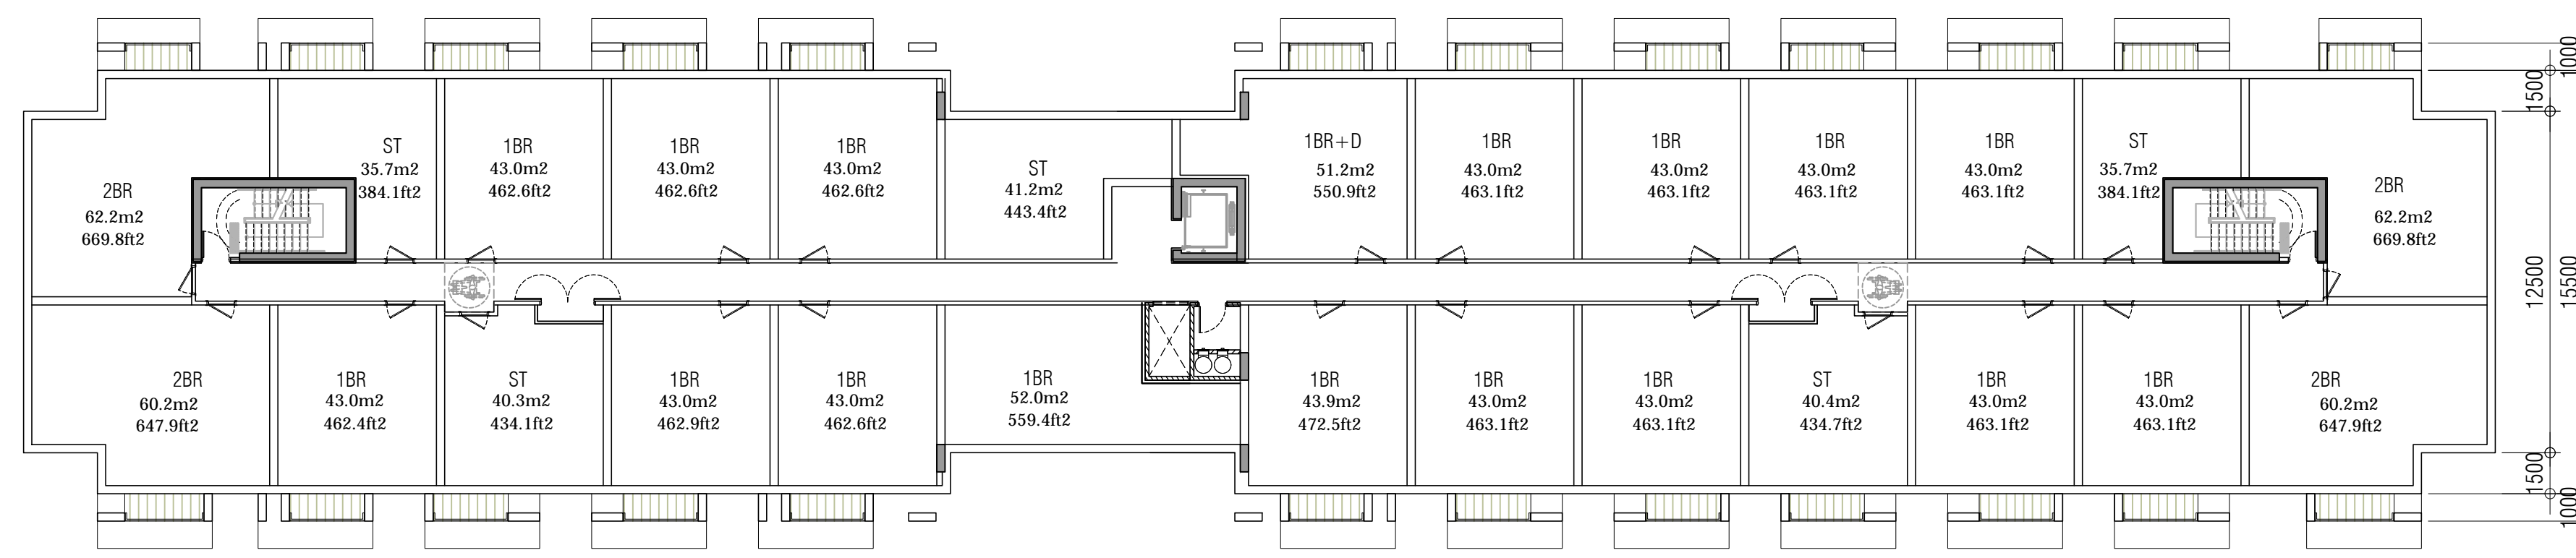 2BR
62.2m2
669.8ft2
ST
35.7m2
384.1ft2
1BR
43.0m2
462.6ft2
1BR
43.0m2
462.6ft2
1BR
43.0m2
462.6ft2
ST
41.2m2
443.4ft2
1BR+D
51.2m2
550.9ft2
1BR
43.0m2
463.1ft2
1BR
43.0m2
463.1ft2
1BR
43.0m2
463.1ft2
1BR
43.0m2
463.1ft2
ST
35.7m2
384.1ft2
2BR
62.2m2
669.8ft2
2BR
60.2m2
647.9ft2
1BR
43.0m2
462.4ft2
ST
40.3m2
434.1ft2
1BR
43.0m2
462.9ft2
1BR
43.0m2
462.6ft2
1BR
52.0m2
559.4ft2
1BR
43.9m2
472.5ft2
1BR
43.0m2
463.1ft2
1BR
43.0m2
463.1ft2
ST
40.4m2
434.7ft2
1BR
43.0m2
463.1ft2
1BR
43.0m2
463.1ft2
2BR
60.2m2
647.9ft2
1000
1500
12500
15500
1500
1000